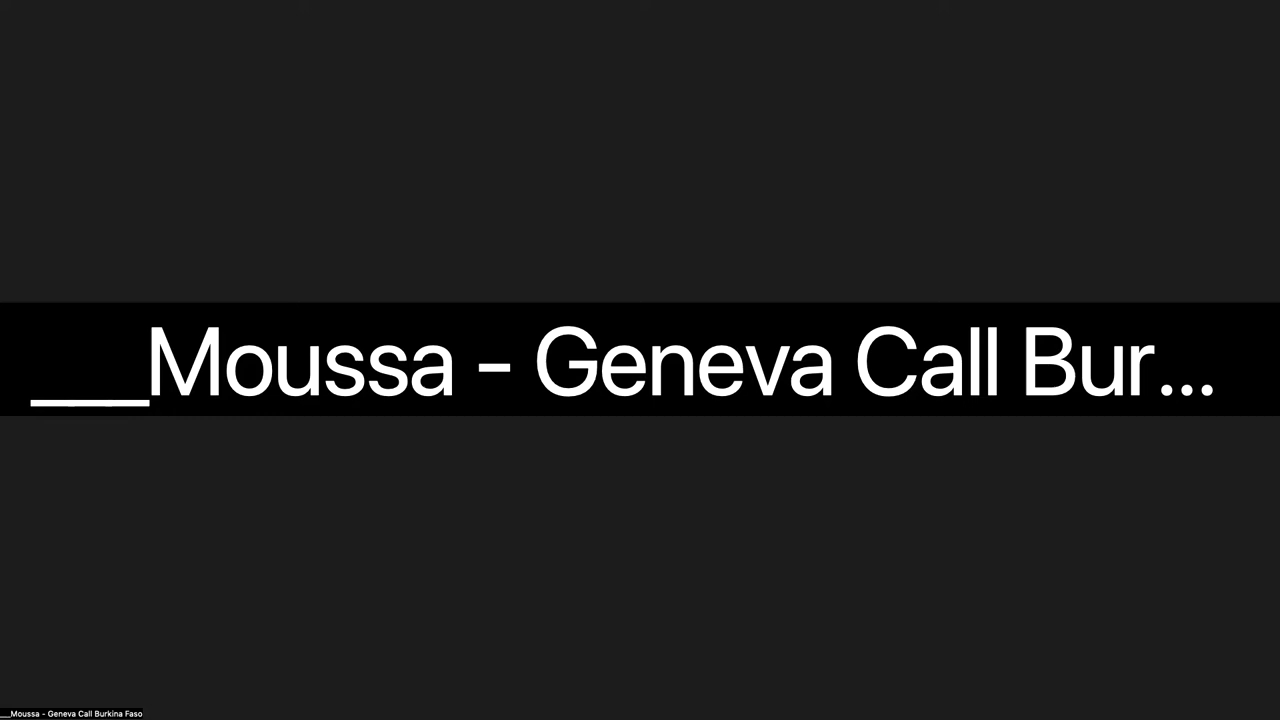 ___Moussa - Geneva Call Bur...
___Moussa - Geneva Call Burkina Faso